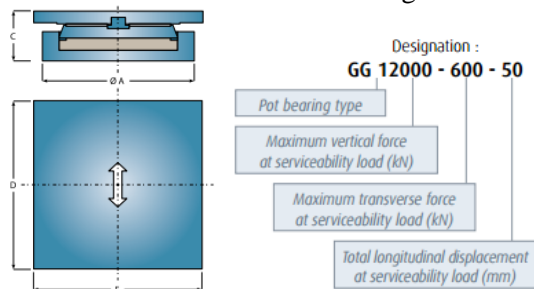 C
Ø A
D
Designation :
GG 12000 - 600 - 50
Pot bearing type
Maximum vertical force
at serviceability load (kN)
Maximum transverse force
at serviceability load (kN)
Total longitudinal displacement
at serviceability load (mm)